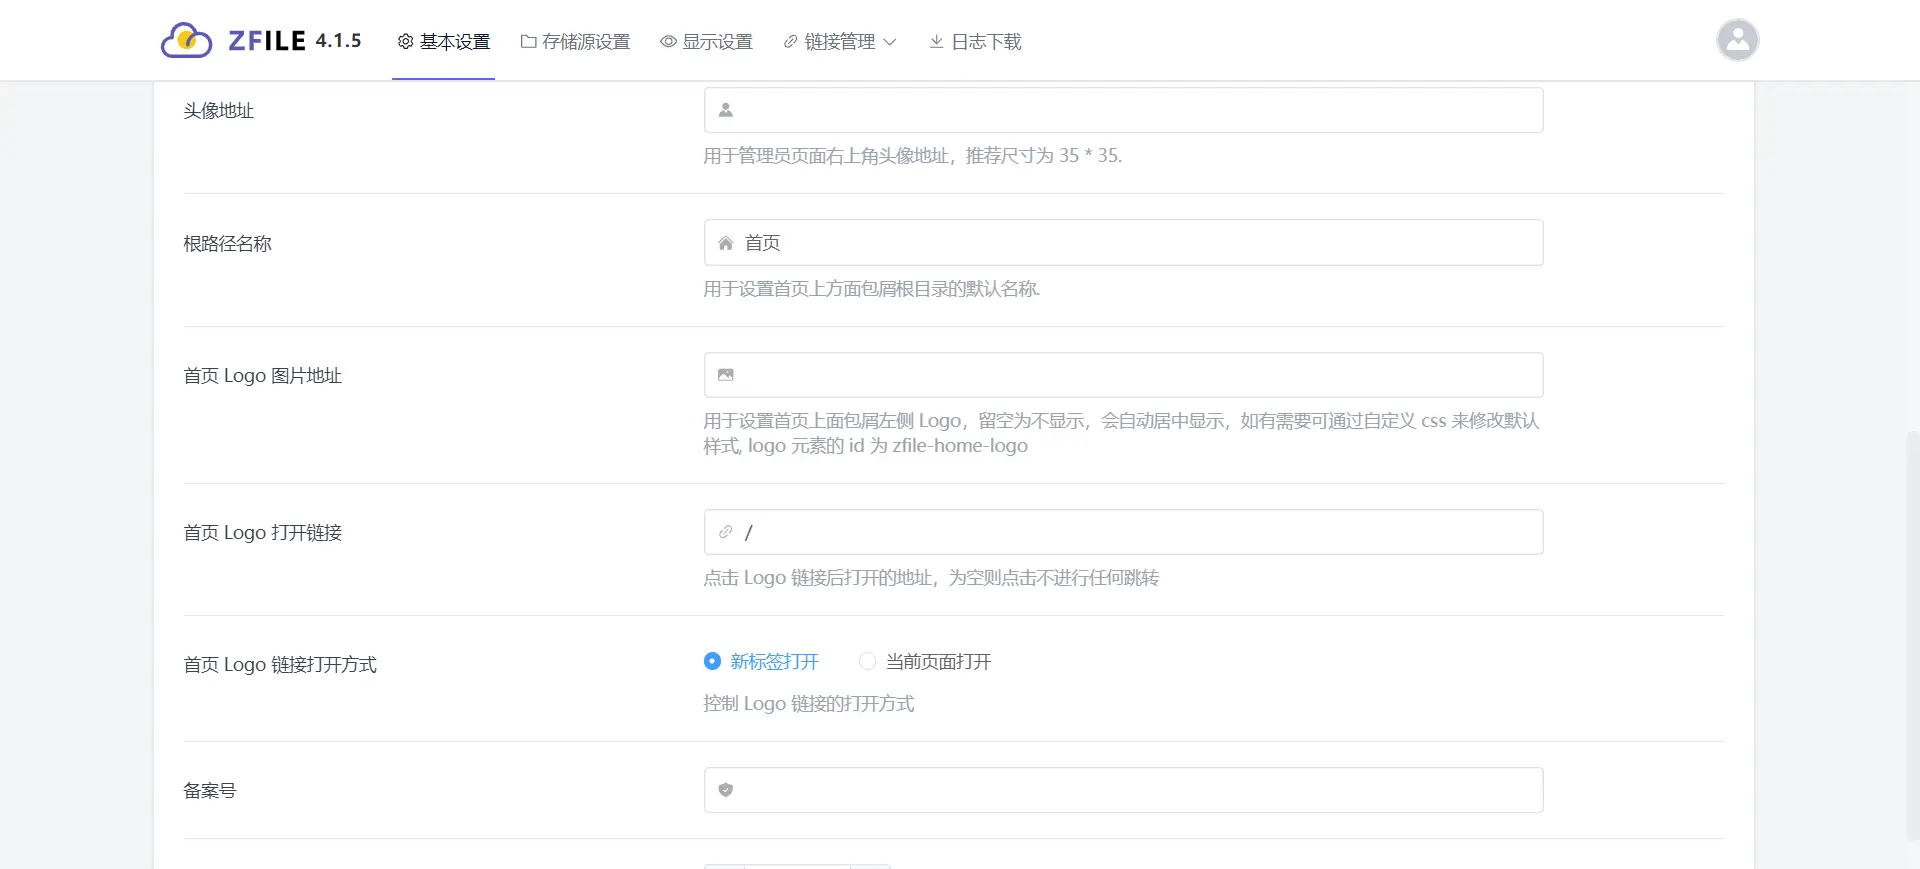 ZFILE 4.1.5 基本设置 存储源设置 显示设置 链接管理 日志下载
头像地址
用于管理员页面右上角头像地址，推荐尺寸为 35 * 35.
根路径名称
首页
用于设置首页上方面包屑根目录的默认名称.
首页 Logo 图片地址
用于设置首页上面包屑左侧 Logo，留空为不显示，会自动居中显示，如有需要可通过自定义 css 来修改默认
样式, logo 元素的 id 为 zfile-home-logo
首页 Logo 打开链接
/
点击 Logo 链接后打开的地址，为空则点击不进行任何跳转
首页 Logo 链接打开方式
新标签打开 当前页面打开
控制 Logo 链接的打开方式
备案号